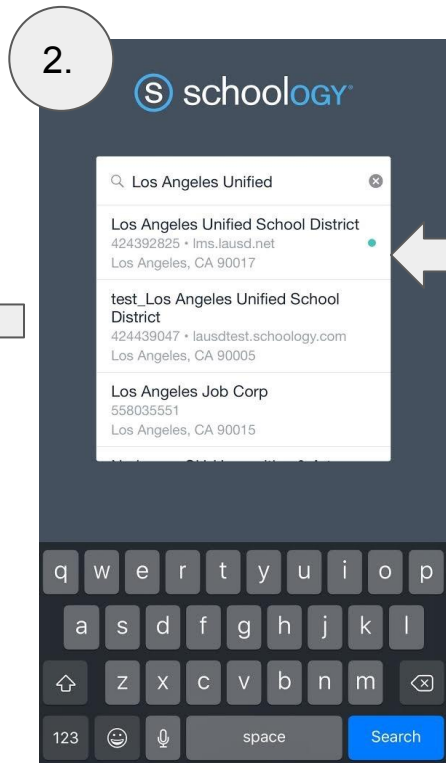 2.
S schoology
Los Angeles Unified
Los Angeles Unified School District
424392825 • lms.lausd.net
Los Angeles, CA 90017
test_Los Angeles Unified School
District
424439047 • lausdtest.schoology.com
Los Angeles, CA 90005
Los Angeles Job Corp
558035551
Los Angeles, CA 90015
q w e r t y u i o p
a s d f g h j k l
z x c v b n m
123 space Search